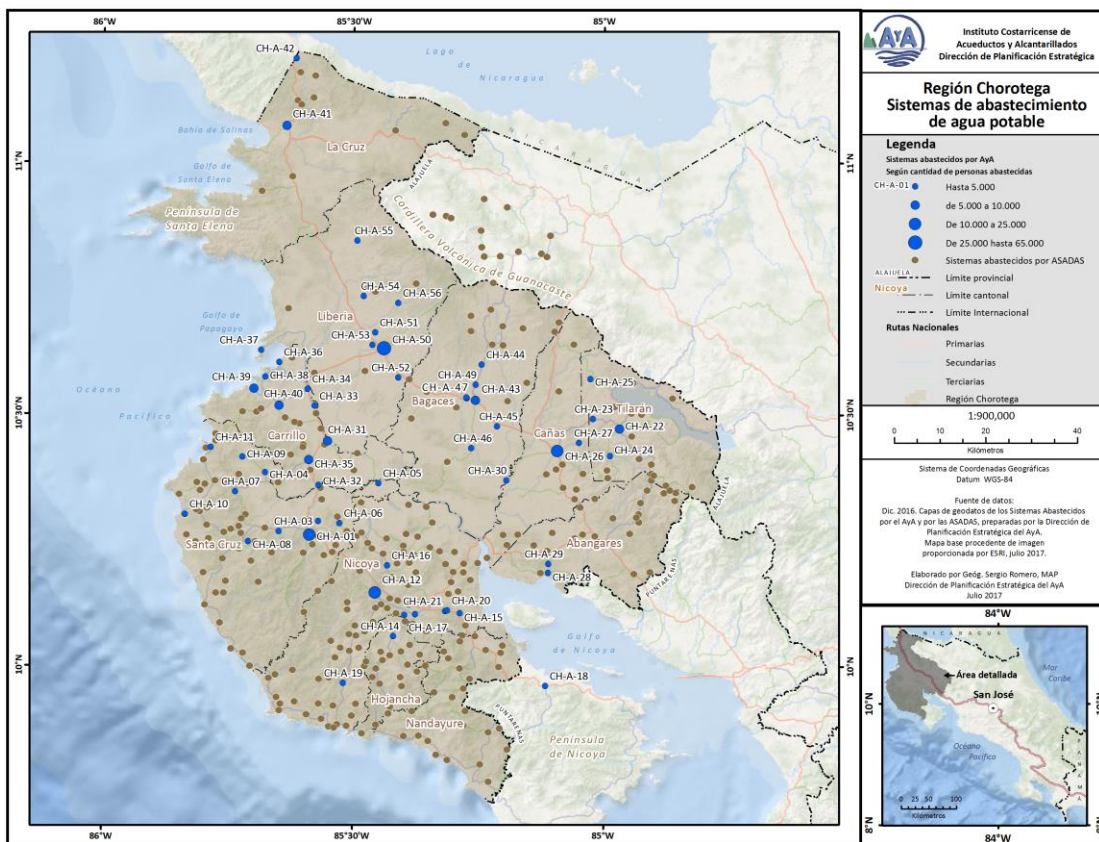 86°W
85°30'W
85°W
11°N
10°30'N
10°N
Lago
de
Nicaragua
CH-A-42
CH-A-41
Bahía de Salinas
La Cruz
NICARAGUA
Golfo de
Santa Elena
ALAJUELA
Península de
Santa Elena
Cordillera Volcánica de Guanacaste
CH-A-55
CH-A-54
CH-A-56
Golfo de
Papagayo
Liberia
CH-A-51
CH-A-53
CH-A-50
CH-A-37
CH-A-36
CH-A-44
CH-A-38
CH-A-52
CH-A-39
CH-A-34
CH-A-49
CH-A-25
CH-A-40
CH-A-33
CH-A-47
CH-A-43
Bagaces
Océano
Pacífico
CH-A-23
Tilarán
CH-A-45
CH-A-22
CH-A-11
Carrillo
CH-A-31
Cañas
CH-A-27
CH-A-46
CH-A-09
CH-A-35
CH-A-26
CH-A-24
CH-A-04
CH-A-05
CH-A-30
CH-A-07
CH-A-32
ALAJUELA
CH-A-10
CH-A-03
CH-A-06
Santa Cruz
CH-A-01
CH-A-08
Abangares
CH-A-16
CH-A-29
Nicoya
CH-A-28
PUNTARENAS
CH-A-12
CH-A-21
CH-A-20
CH-A-15
CH-A-14
CH-A-17
Golfo
de Nicoya
CH-A-19
CH-A-18
Hojancha
Nandayure
PUNTARENAS
Península
de
Nicoya
86°W
85°30'W
85°W
11°N
10°30'N
10°N
AyA
Instituto Costarricense de
Acueductos y Alcantarillados
Dirección de Planificación Estratégica
Región Chorotega
Sistemas de abastecimiento
de agua potable
Legenda
Sistemas abastecidos por AyA
Según cantidad de personas abastecidas
CH-A-01 Hasta 5.000
de 5.000 a 10.000
De 10.000 a 25.000
De 25.000 hasta 65.000
Sistemas abastecidos por ASADAS
ALAJUELA Límite provincial
Nicoya Límite cantonal
Límite Internacional
Rutas Nacionales
Primarias
Secundarias
Terciarias
Región Chorotega
1:900,000
0 10 20 40
Kilómetros
Sistema de Coordenadas Geográficas
Datum WGS-84
Fuente de datos:
Dic. 2016. Capas de geodatos de los Sistemas Abastecidos
por el AyA y por las ASADAS, preparadas por la Dirección de
Planificación Estratégica del AyA.
Mapa base procedente de imagen
proporcionada por ESRI, julio 2017.
Elaborado por Geóg. Sergio Romero, MAP
Dirección de Planificación Estratégica del AyA
Julio 2017
84°W
NICARAGUA
Mar
Caribe
Área detallada
San José
10°N
10°N
Océano
Pacífico
PANAMÁ
0 25 50 100
Kilómetros
8°N
8°N
84°W